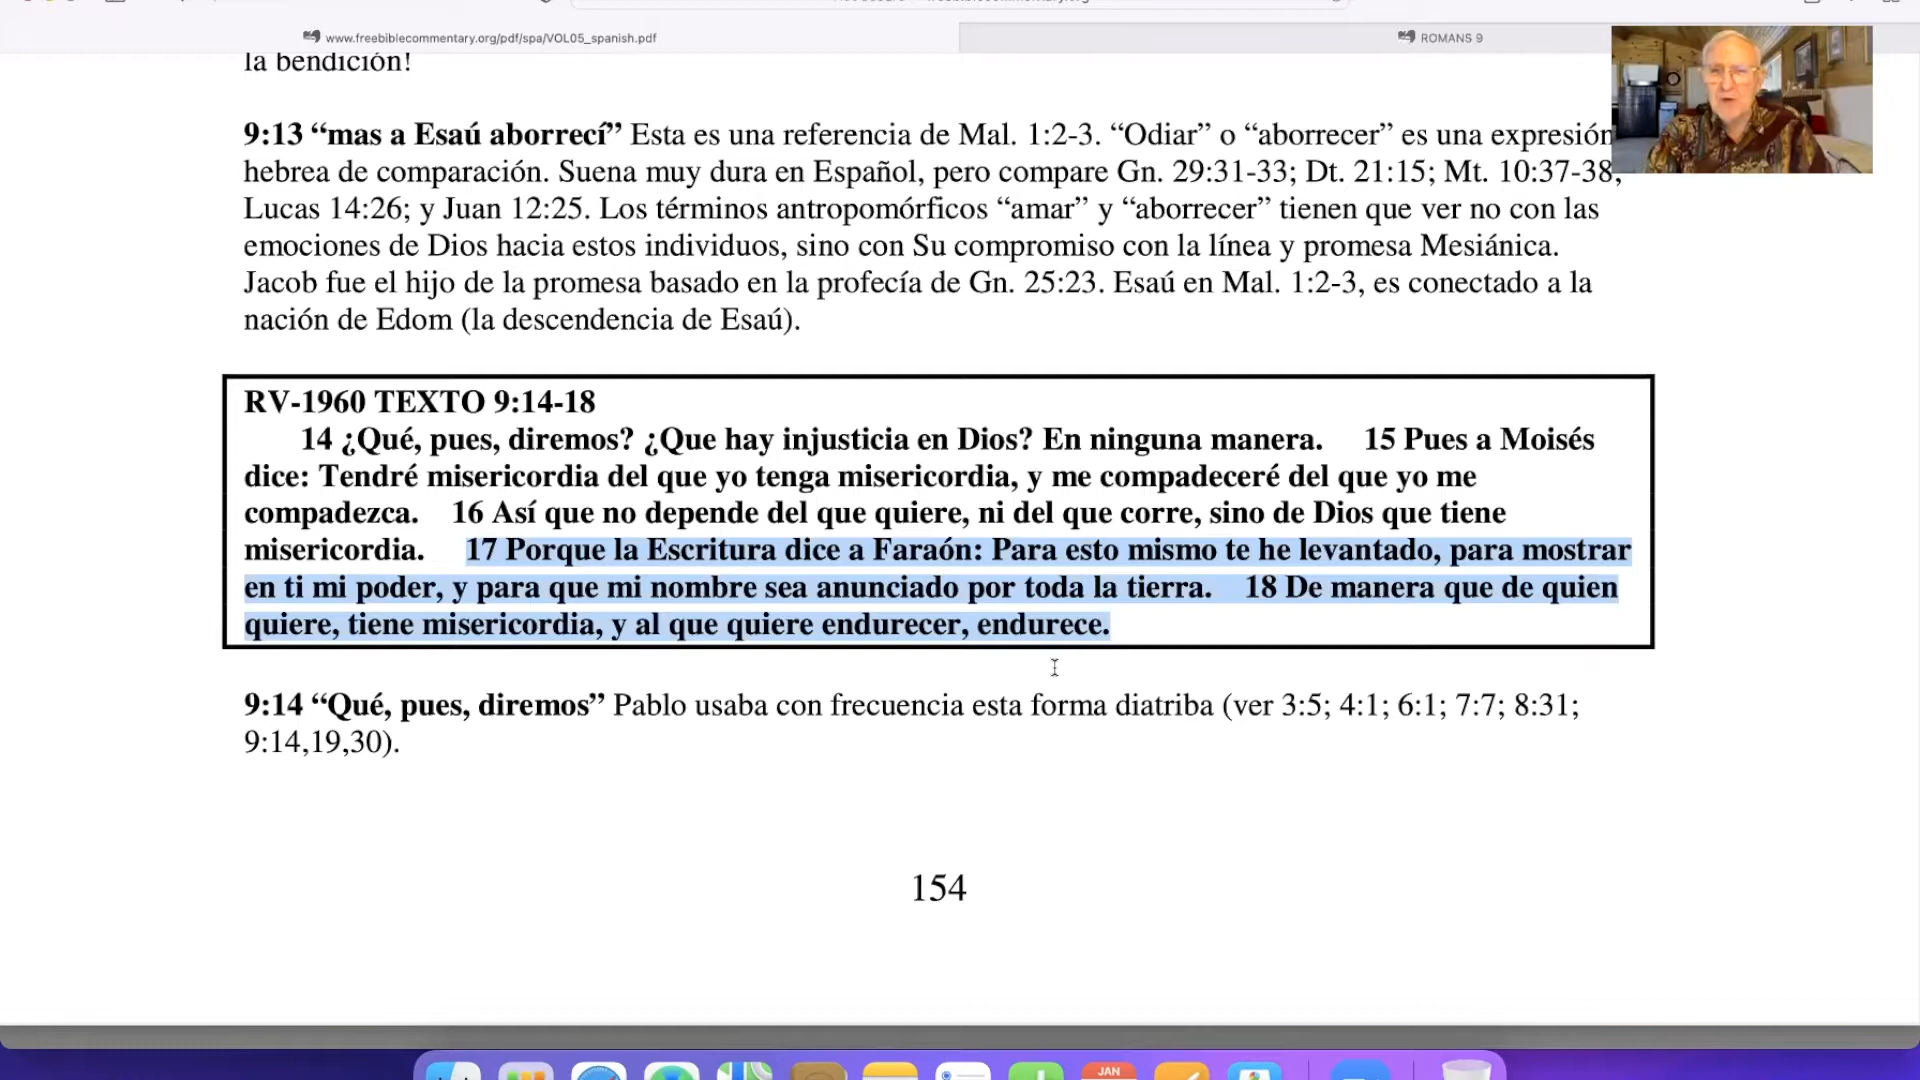 www.freebiblecommentary.org/pdf/spa/VOL05_spanish.pdf
ROMANS 9
la bendición!
9:13 “mas a Esaú aborrecí” Esta es una referencia de Mal. 1:2-3. “Odiar” o “aborrecer” es una expresión
hebrea de comparación. Suena muy dura en Español, pero compare Gn. 29:31-33; Dt. 21:15; Mt. 10:37-38,
Lucas 14:26; y Juan 12:25. Los términos antropomórficos “amar” y “aborrecer” tienen que ver no con las
emociones de Dios hacia estos individuos, sino con Su compromiso con la línea y promesa Mesiánica.
Jacob fue el hijo de la promesa basado en la profecía de Gn. 25:23. Esaú en Mal. 1:2-3, es conectado a la
nación de Edom (la descendencia de Esaú).
RV-1960 TEXTO 9:14-18
14 ¿Qué, pues, diremos? ¿Que hay injusticia en Dios? En ninguna manera. 15 Pues a Moisés
dice: Tendré misericordia del que yo tenga misericordia, y me compadeceré del que yo me
compadezca. 16 Así que no depende del que quiere, ni del que corre, sino de Dios que tiene
misericordia. 17 Porque la Escritura dice a Faraón: Para esto mismo te he levantado, para mostrar
en ti mi poder, y para que mi nombre sea anunciado por toda la tierra. 18 De manera que de quien
quiere, tiene misericordia, y al que quiere endurecer, endurece.
9:14 “Qué, pues, diremos” Pablo usaba con frecuencia esta forma diatriba (ver 3:5; 4:1; 6:1; 7:7; 8:31;
9:14,19,30).
154
JAN